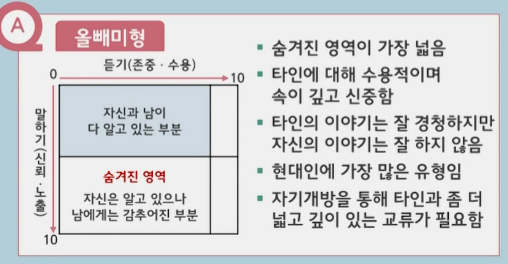 A
올빼미형
듣기(존중·수용)
0
10
말하기(신뢰·노출)
10
자신과 남이
다 알고 있는 부분
숨겨진 영역
자신은 알고 있으나
남에게는 감추어진 부분
▪ 숨겨진 영역이 가장 넓음
▪ 타인에 대해 수용적이며
속이 깊고 신중함
▪ 타인의 이야기는 잘 경청하지만
자신의 이야기는 잘 하지 않음
▪ 현대인에 가장 많은 유형임
▪ 자기개방을 통해 타인과 좀 더
넓고 깊이 있는 교류가 필요함